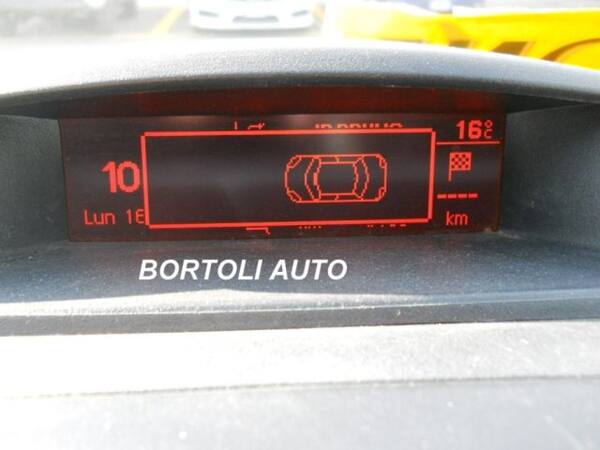 16°C
10
Lun 16
----
km
BORTOLI AUTO